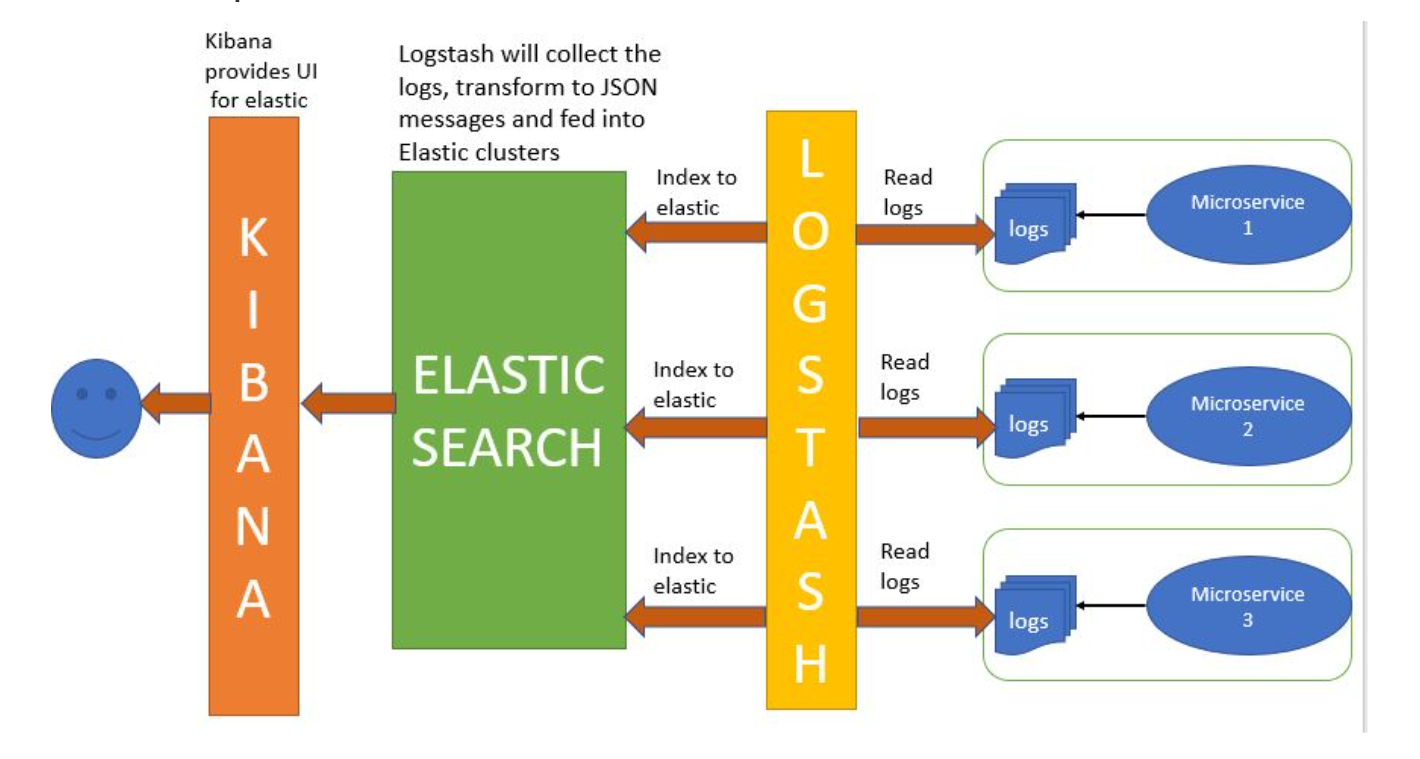 Kibana
provides UI
for elastic
Logstash will collect the
logs, transform to JSON
messages and fed into
Elastic clusters
KIBANA
ELASTIC
SEARCH
Index to
elastic
Index to
elastic
Index to
elastic
LOGSTASH
Read
logs
Read
logs
Read
logs
logs
Microservice
1
logs
Microservice
2
logs
Microservice
3